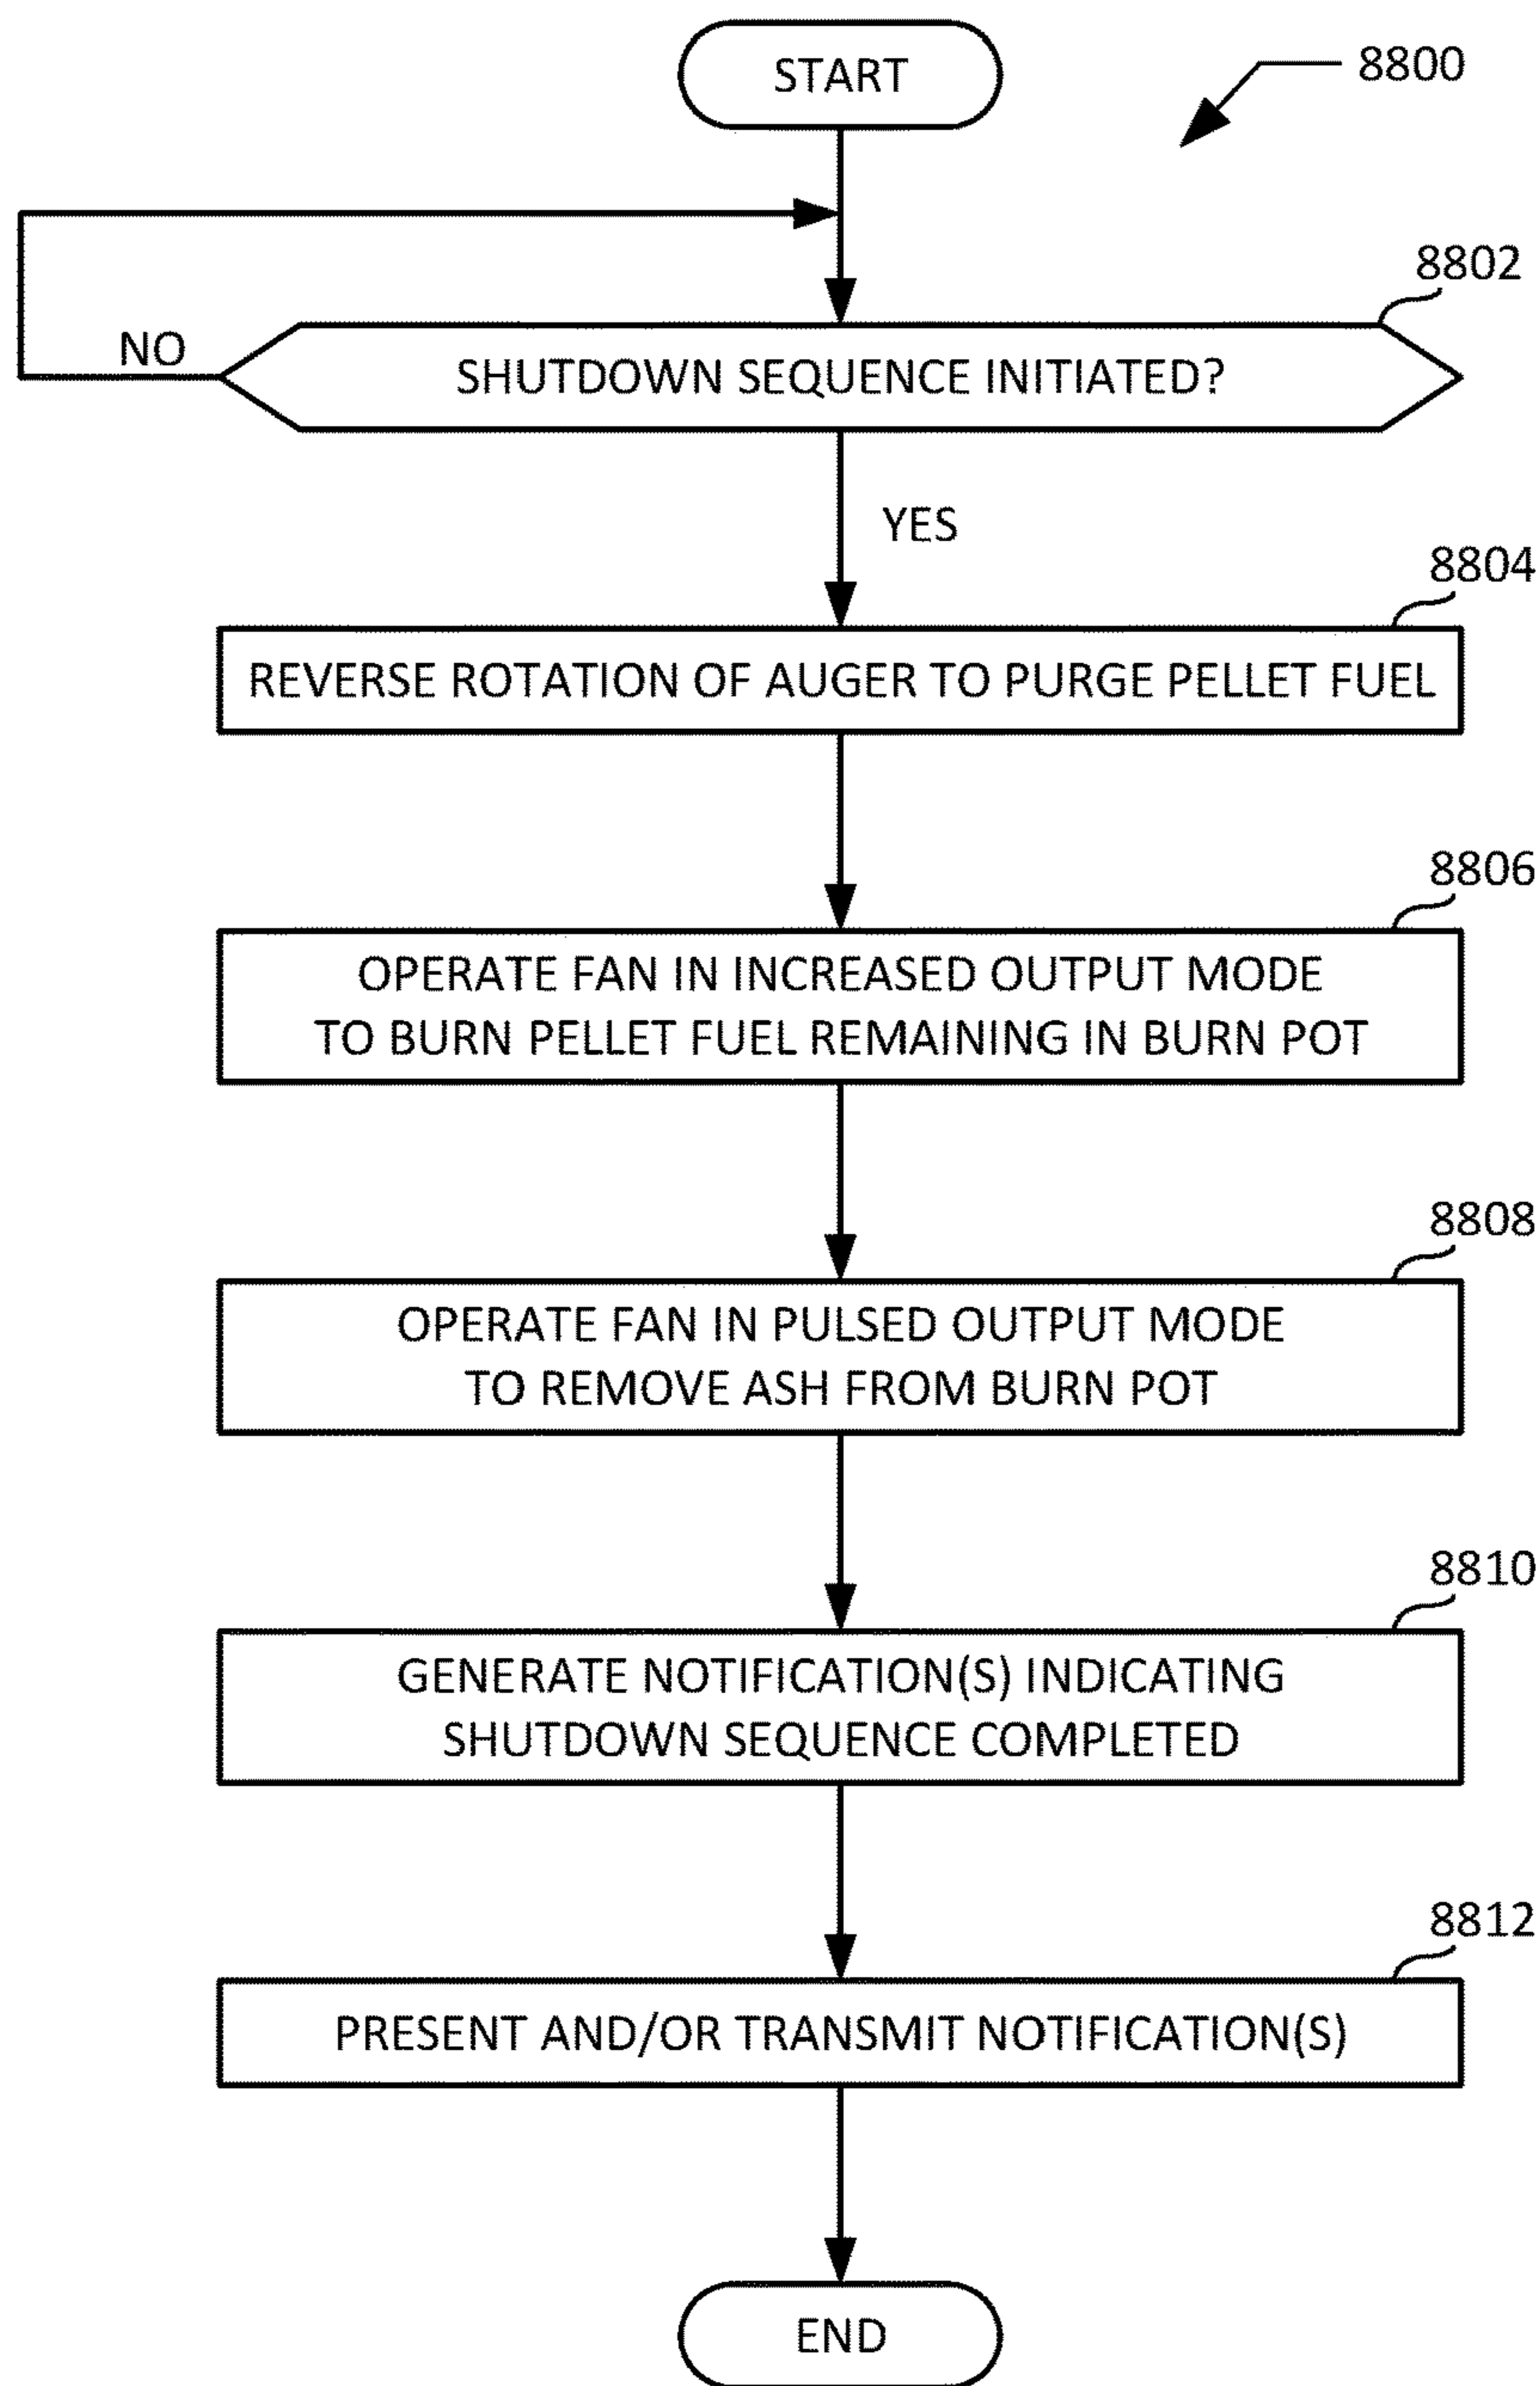 START
8800
8802
NO
SHUTDOWN SEQUENCE INITIATED?
YES
8804
REVERSE ROTATION OF AUGER TO PURGE PELLET FUEL
8806
OPERATE FAN IN INCREASED OUTPUT MODE
TO BURN PELLET FUEL REMAINING IN BURN POT
8808
OPERATE FAN IN PULSED OUTPUT MODE
TO REMOVE ASH FROM BURN POT
8810
GENERATE NOTIFICATION(S) INDICATING
SHUTDOWN SEQUENCE COMPLETED
8812
PRESENT AND/OR TRANSMIT NOTIFICATION(S)
END